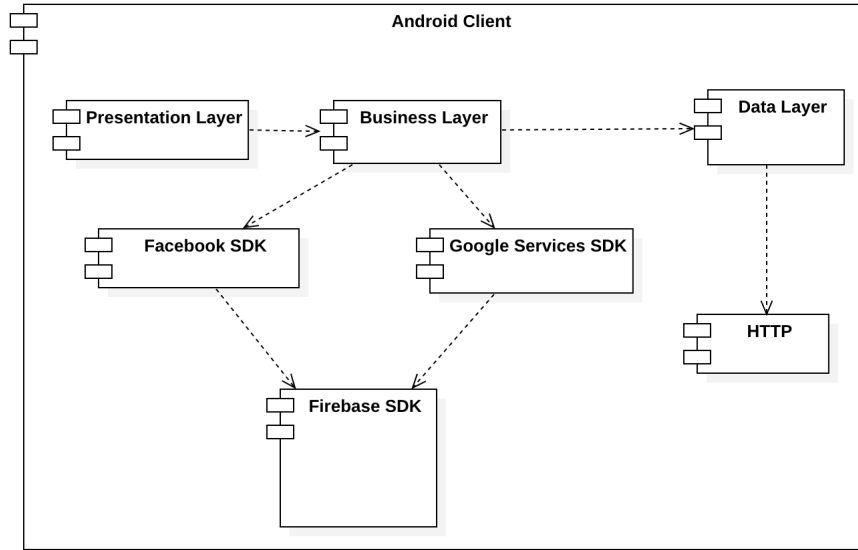 Android Client
Presentation Layer
Business Layer
Data Layer
Facebook SDK
Google Services SDK
HTTP
Firebase SDK